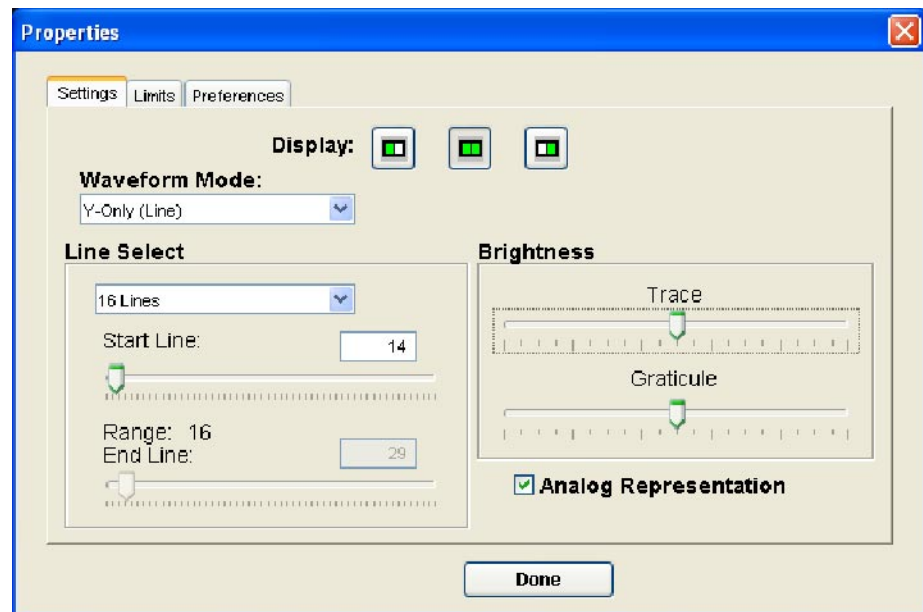 Properties
Settings Limits Preferences
Display:
Waveform Mode:
Y-Only (Line)
Line Select
16 Lines
Start Line: 14
Range: 16
End Line: 29
Brightness
Trace
Graticule
Analog Representation
Done